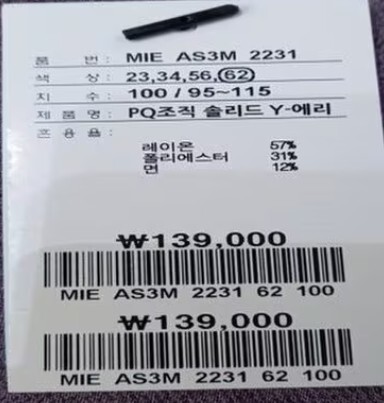 품 번: MIE AS3M 2231
색 상: 23,34,56,62
치 수: 100 / 95~115
제 품 명: PQ조직 솔리드 Y-에리
혼 용 율:
레이온 57%
폴리에스터 31%
면 12%
₩139,000
MIE AS3M 2231 62 100
₩139,000
MIE AS3M 2231 62 100